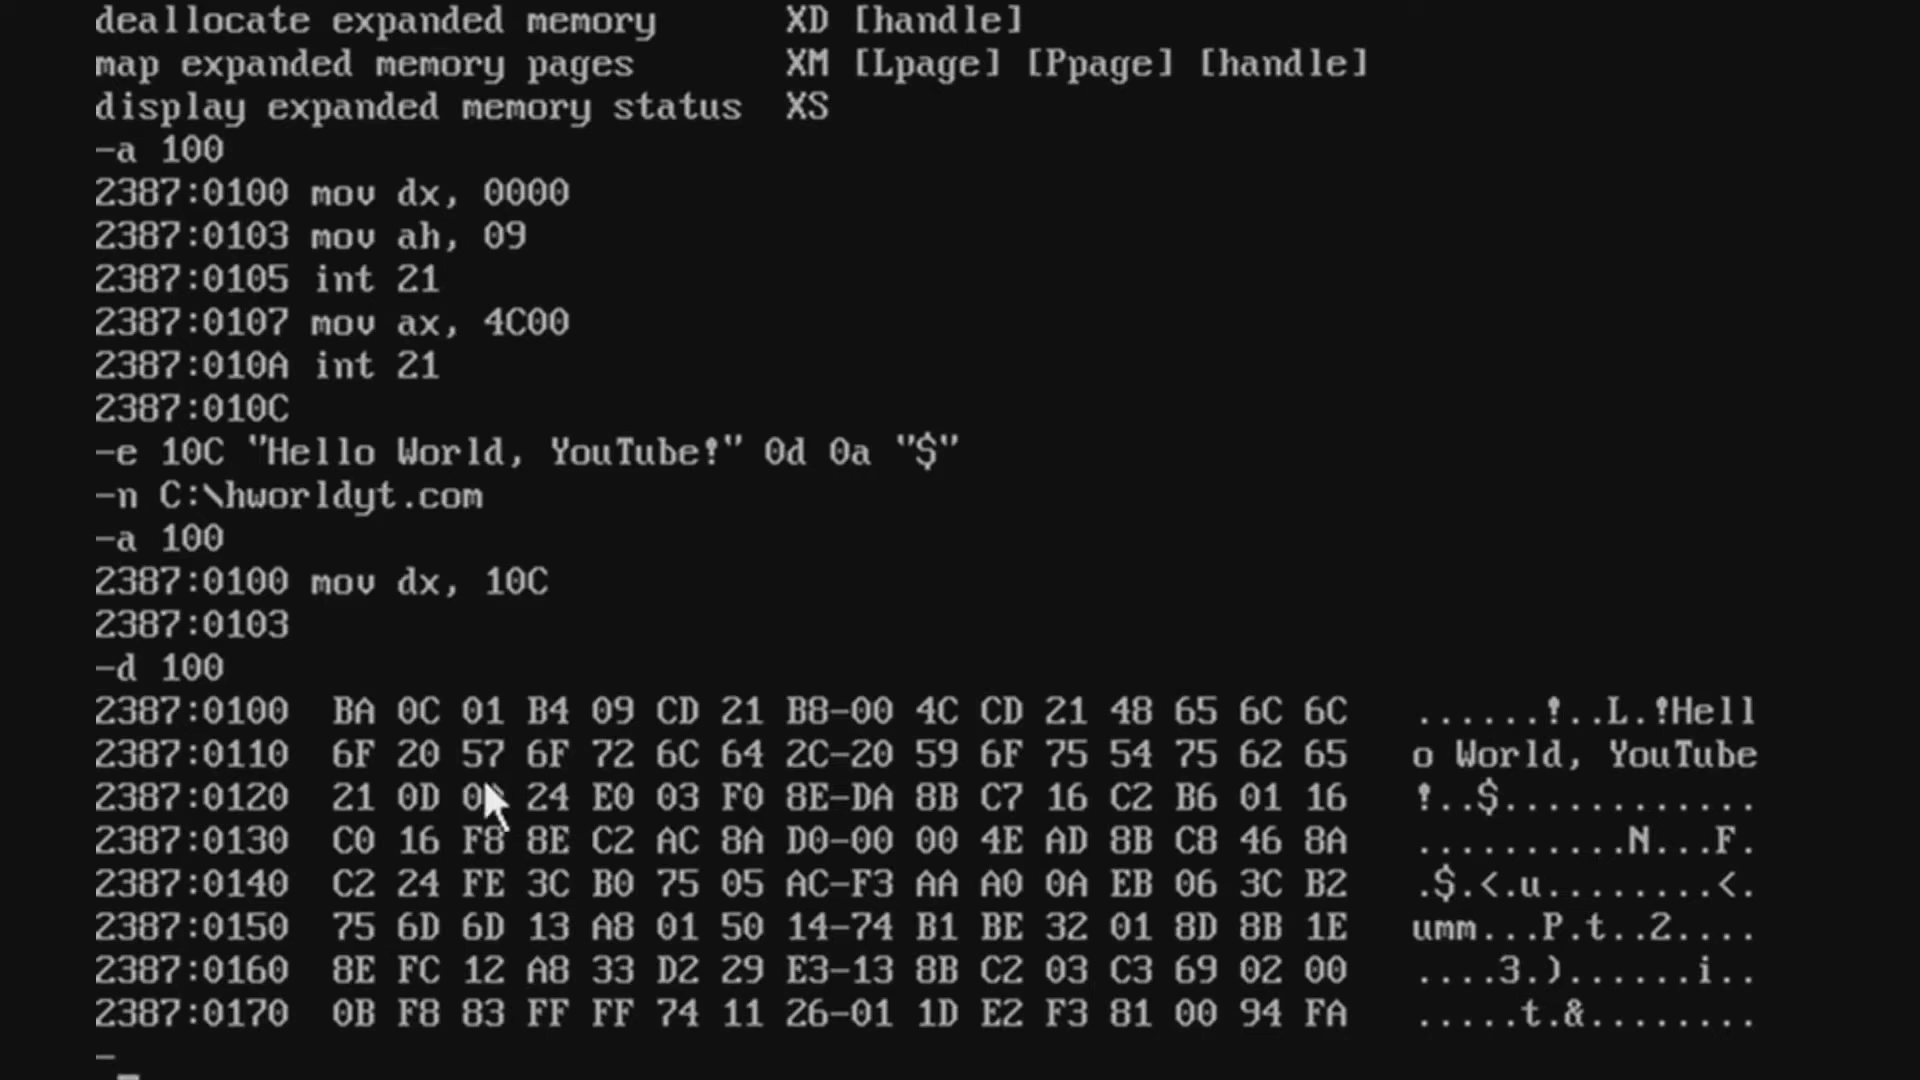 deallocate expanded memory      XD [handle]
map expanded memory pages       XM [Lpage] [Ppage] [handle]
display expanded memory status  XS
-a 100
2387:0100 mov dx, 0000
2387:0103 mov ah, 09
2387:0105 int 21
2387:0107 mov ax, 4C00
2387:010A int 21
2387:010C
-e 10C "Hello World, YouTube!" 0d 0a "$"
-n C:\hworldyt.com
-a 100
2387:0100 mov dx, 10C
2387:0103
-d 100
2387:0100  BA 0C 01 B4 09 CD 21 B8-00 4C CD 21 48 65 6C 6C   ......!..L.!Hell
2387:0110  6F 20 57 6F 72 6C 64 2C-20 59 6F 75 54 75 62 65   o World, YouTube
2387:0120  21 0D 24 E0 03 F0 8E-DA 8B C7 16 C2 B6 01 16   !..$............
2387:0130  C0 16 F8 8E C2 AC 8A D0-00 00 4E AD 8B C8 46 8A   ..........N...F.
2387:0140  C2 24 FE 3C B0 75 05 AC-F3 AA A0 0A EB 06 3C B2   .$.<.u........<.
2387:0150  75 6D 6D 13 A8 01 50 14-74 B1 BE 32 01 8D 8B 1E   umm...P.t..2....
2387:0160  8E FC 12 A8 33 D2 29 E3-13 8B C2 03 C3 69 02 00   ....3.)......i..
2387:0170  0B F8 83 FF FF 74 11 26-01 1D E2 F3 81 00 94 FA   .....t.&........
-